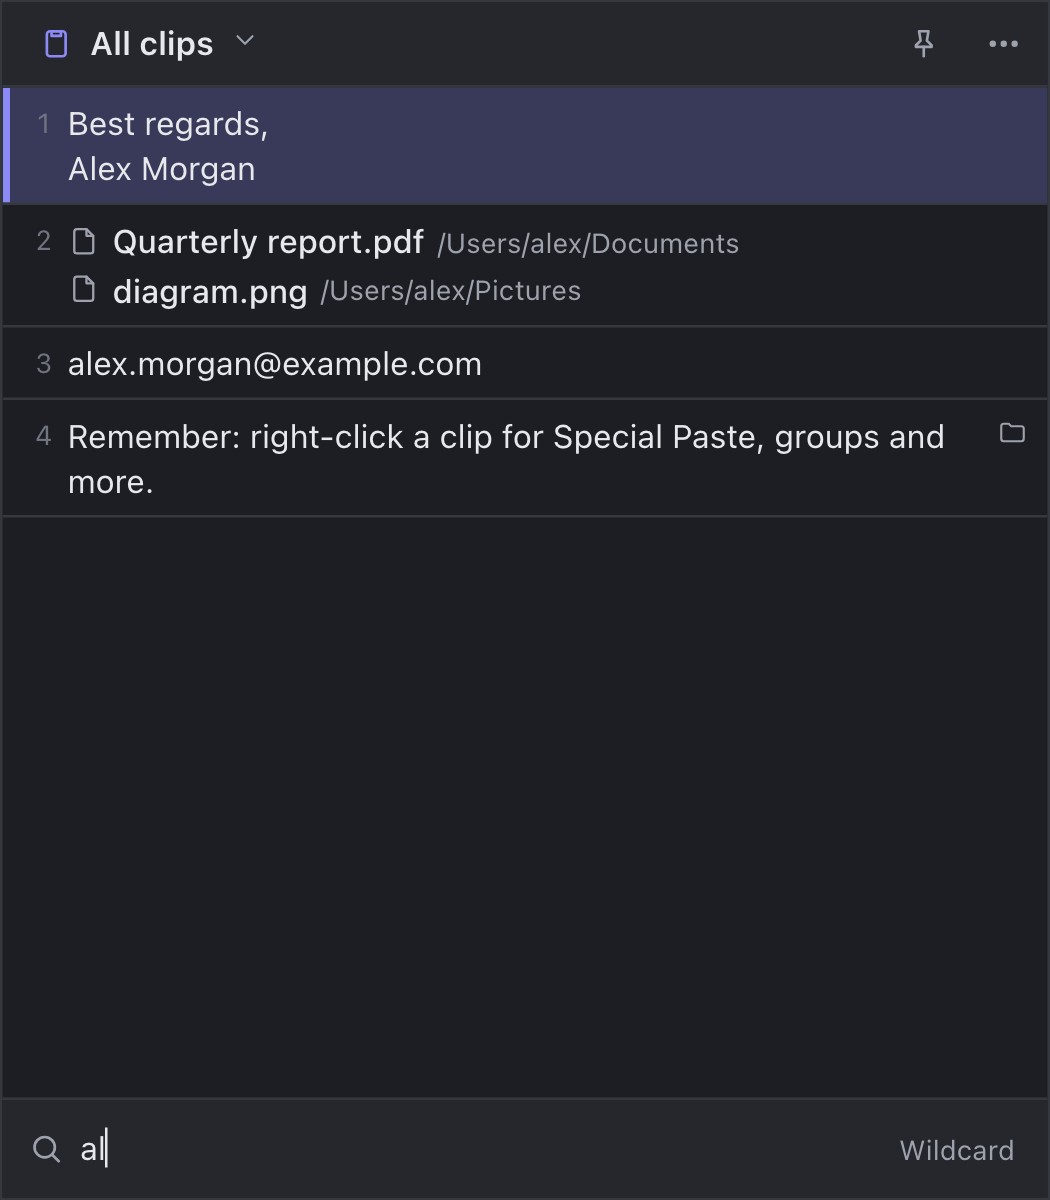 All clips
1 Best regards,
Alex Morgan
2 Quarterly report.pdf /Users/alex/Documents
diagram.png /Users/alex/Pictures
3 alex.morgan@example.com
4 Remember: right-click a clip for Special Paste, groups and
more.
al Wildcard